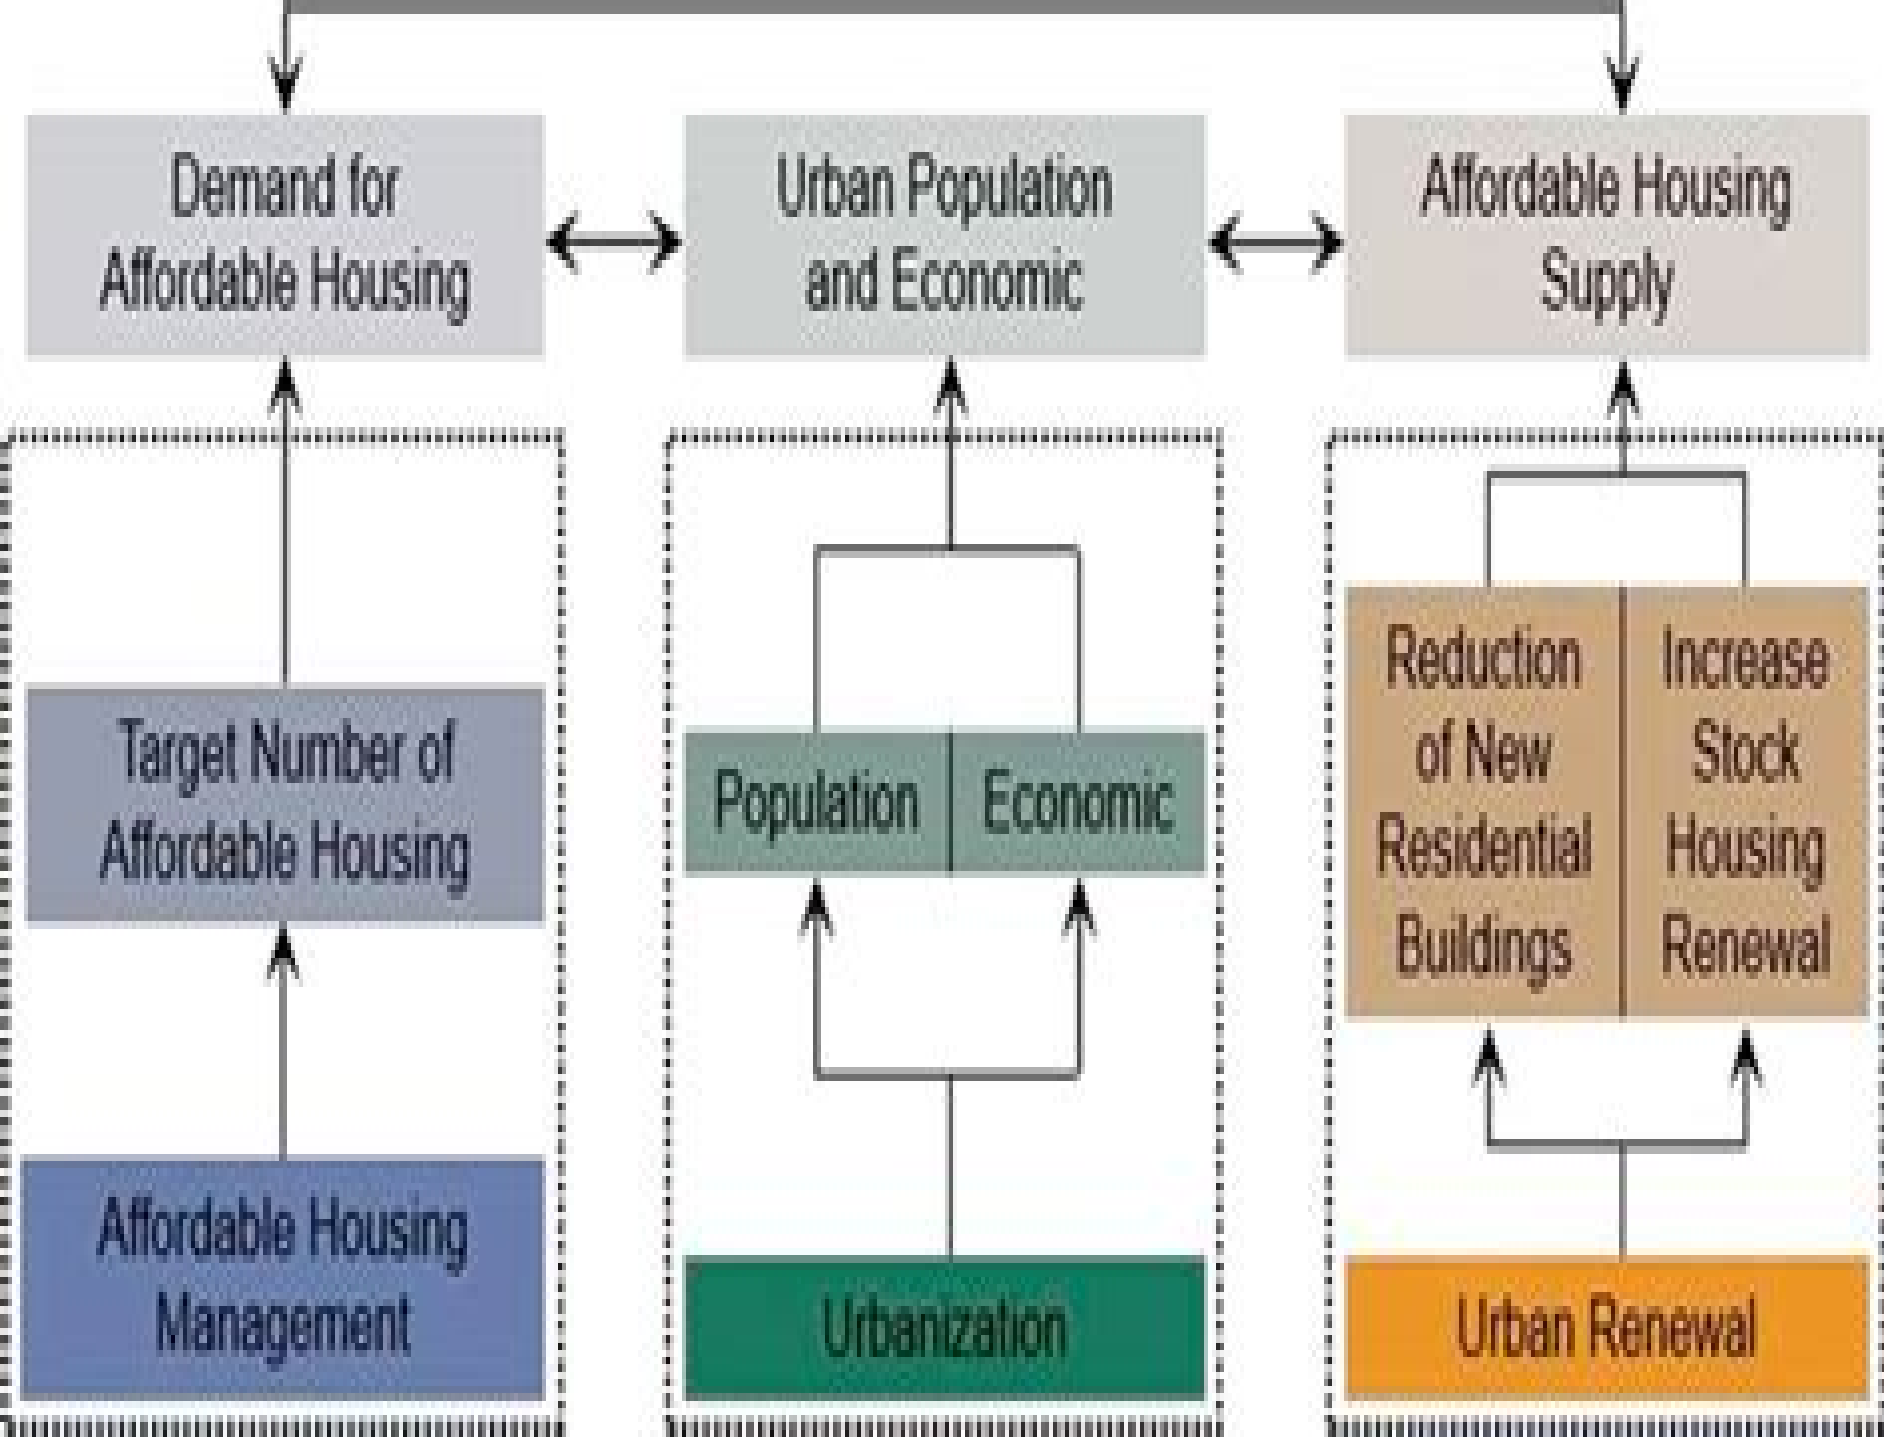 Demand for
Affordable Housing
Urban Population
and Economic
Affordable Housing
Supply
Target Number of
Affordable Housing
Population
Economic
Reduction
of New
Residential
Buildings
Increase
Stock
Housing
Renewal
Affordable Housing
Management
Urbanization
Urban Renewal